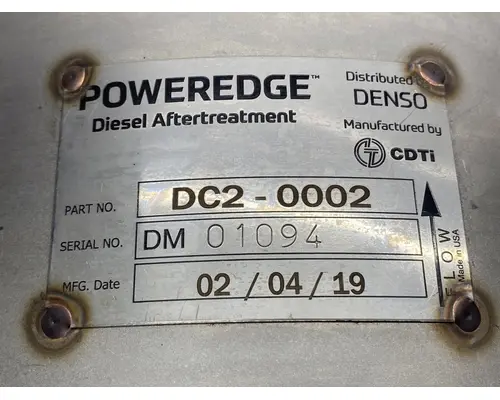 POWEREDGE™
Diesel Aftertreatment
Distributed
DENSO
Manufactured by
CDTi
PART NO. DC2 - 0002
SERIAL NO. DM 01094
MFG. Date 02 / 04 / 19
FLOW
Made in USA